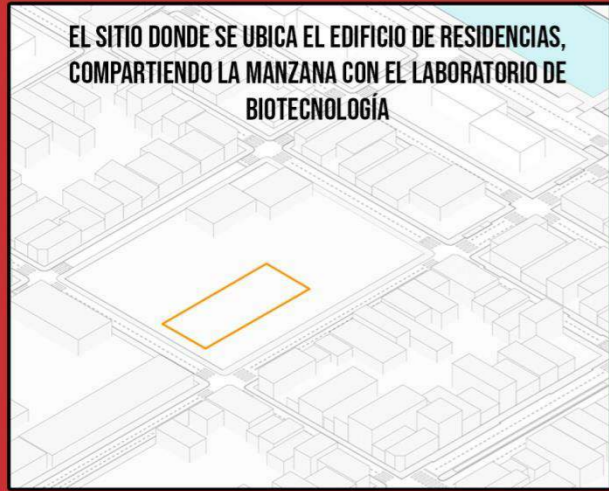 EL SITIO DONDE SE UBICA EL EDIFICIO DE RESIDENCIAS,
COMPARTIENDO LA MANZANA CON EL LABORATORIO DE
BIOTECNOLOGÍA